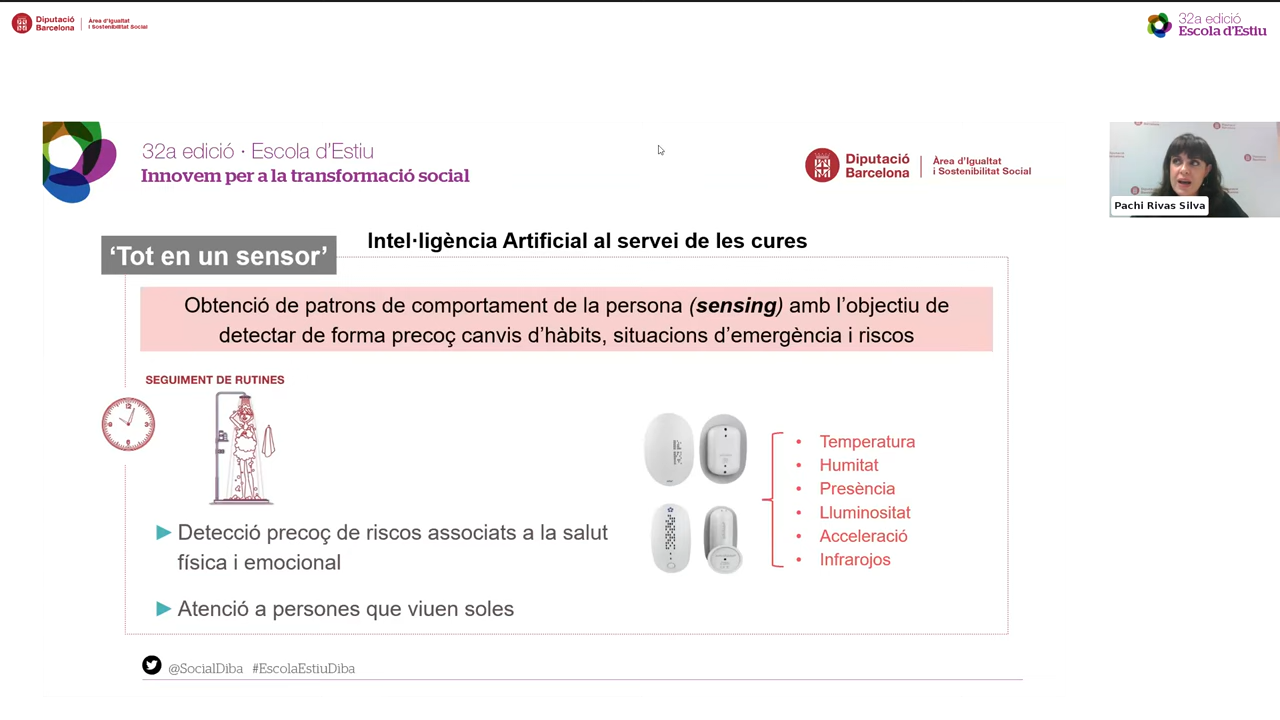 Diputació
Barcelona
Àrea d'Igualtat
i Sostenibilitat Social
32a edició
Escola d'Estiu
32a edició · Escola d'Estiu
Innovem per a la transformació social
Diputació
Barcelona
Àrea d'Igualtat
i Sostenibilitat Social
Pachi Rivas Silva
'Tot en un sensor'
Intel·ligència Artificial al servei de les cures
Obtenció de patrons de comportament de la persona (sensing) amb l'objectiu de
detectar de forma precoç canvis d'hàbits, situacions d'emergència i riscos
SEGUIMENT DE RUTINES
• Temperatura
• Humitat
• Presència
• Lluminositat
• Acceleració
• Infrarojos
► Detecció precoç de riscos associats a la salut
física i emocional
► Atenció a persones que viuen soles
@SocialDiba #EscolaEstiuDiba